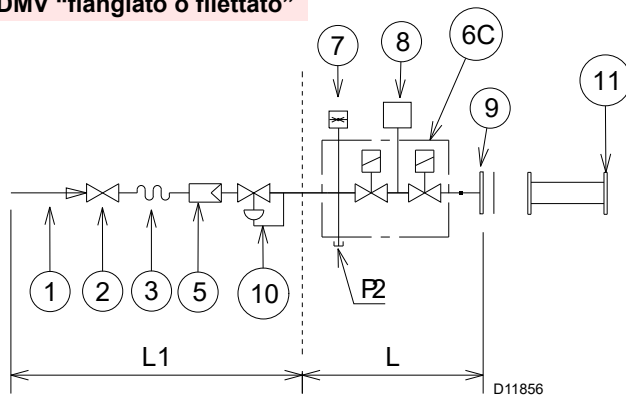 DMV “flangiato o filettato”
7
8
6C
9
11
1
2
3
5
10
P2
L1
L
D11856